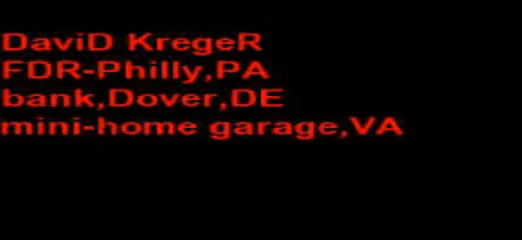 DaviD KregeR
FDR-Philly,PA
bank,Dover,DE
mini-home garage,VA